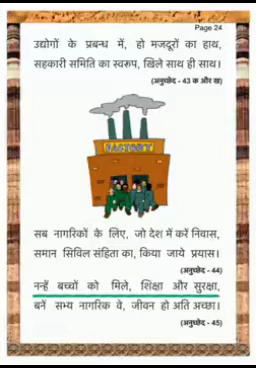 Page 24
उद्योगों के प्रबन्ध में, हो मजदूरों का हाथ,
सहकारी समिति का स्वरूप, खिले साथ ही साथ।
(अनुच्छेद - 43 क और ख)
FACTORY
सब नागरिकों के लिए, जो देश में करें निवास,
समान सिविल संहिता का, किया जाये प्रयास।
(अनुच्छेद - 44)
नन्हें बच्चों को मिले, शिक्षा और सुरक्षा,
बनें सभ्य नागरिक वे, जीवन हो अति अच्छा।
(अनुच्छेद - 45)